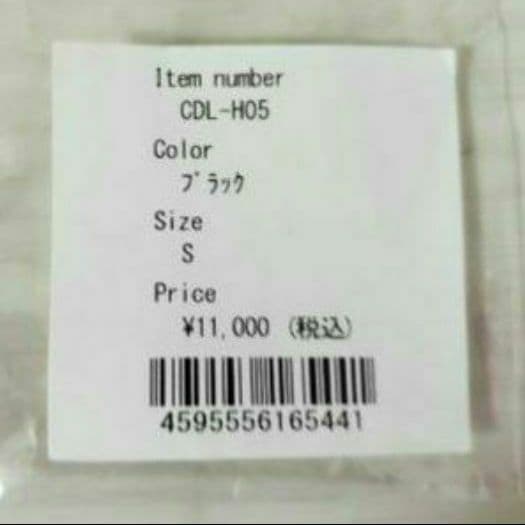 Item number
CDL-H05
Color
ﾌﾞﾗｯｸ
Size
S
Price
¥11,000 (税込)
4595556165441